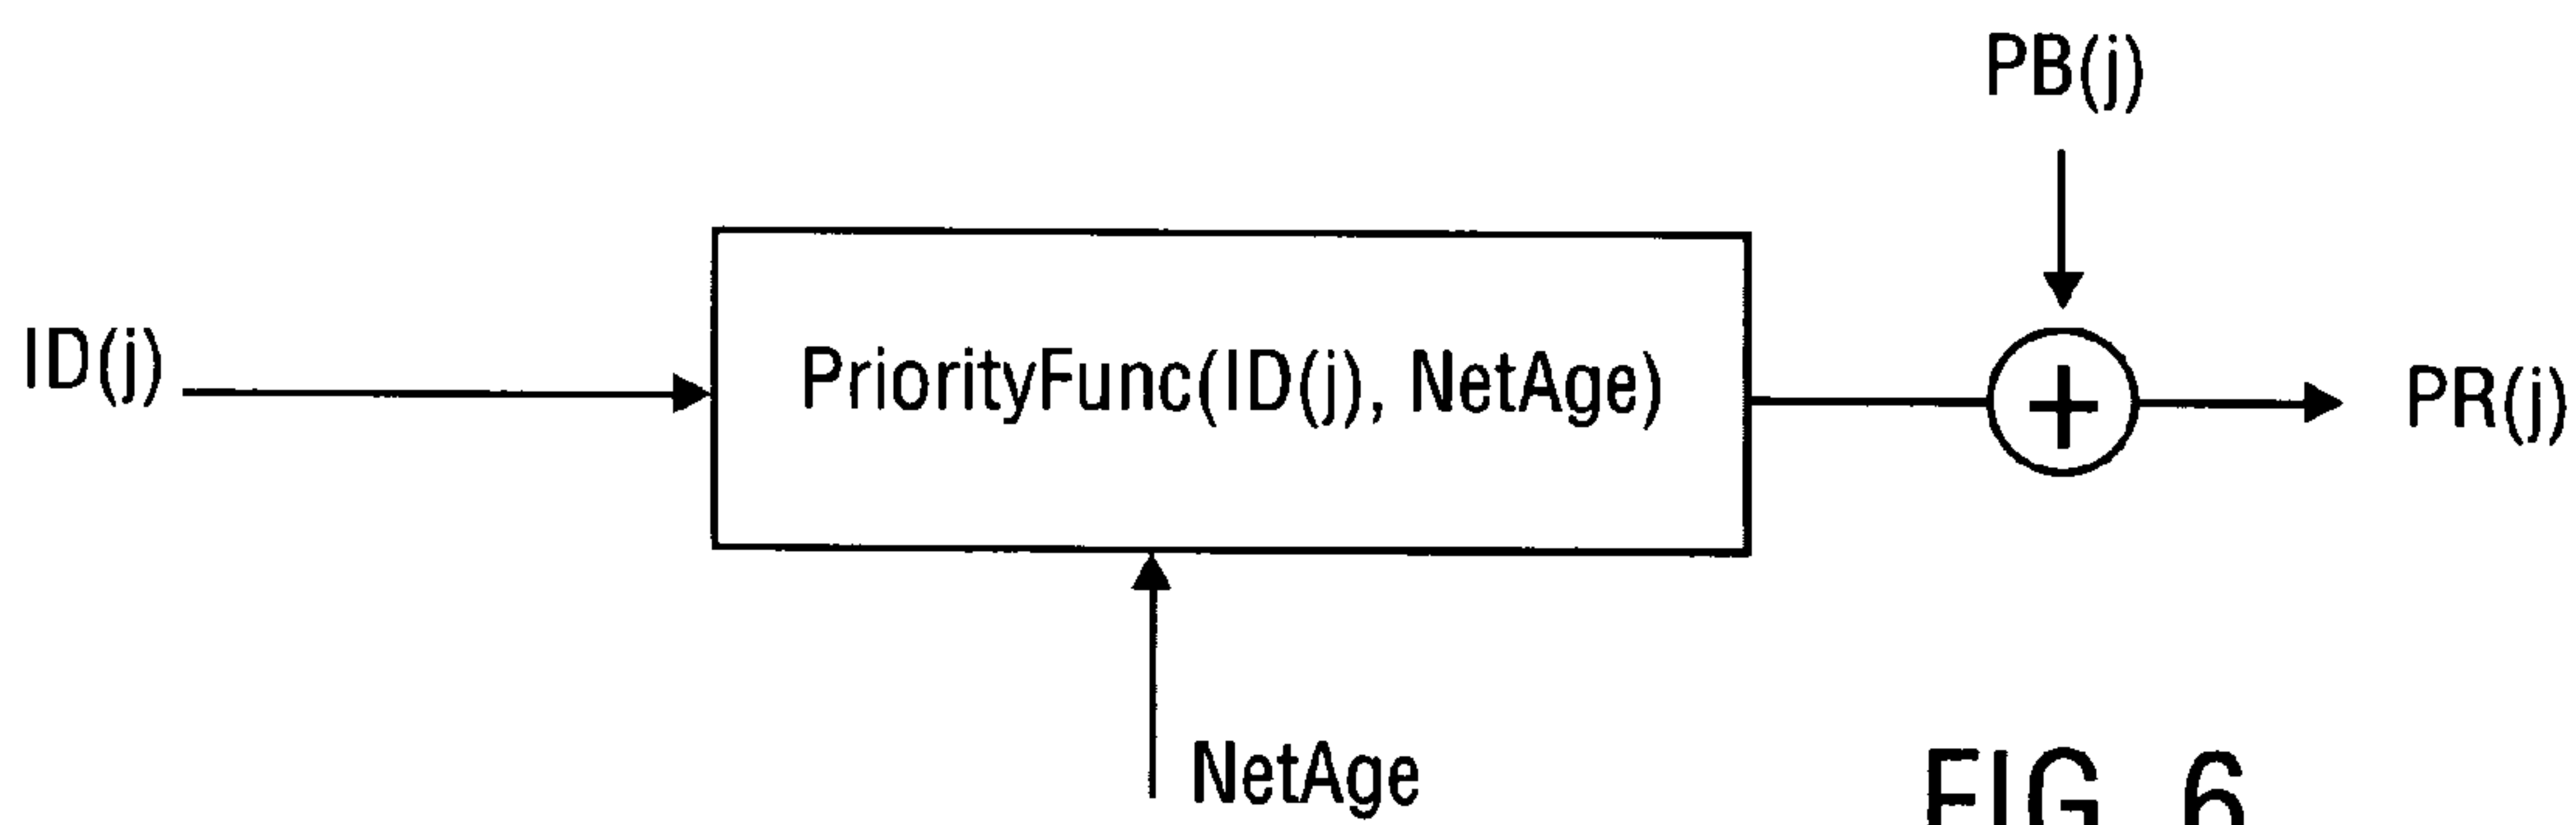 PB(j)
ID(j)
PriorityFunc(ID(j), NetAge)
+
PR(j)
NetAge
FIG. 6